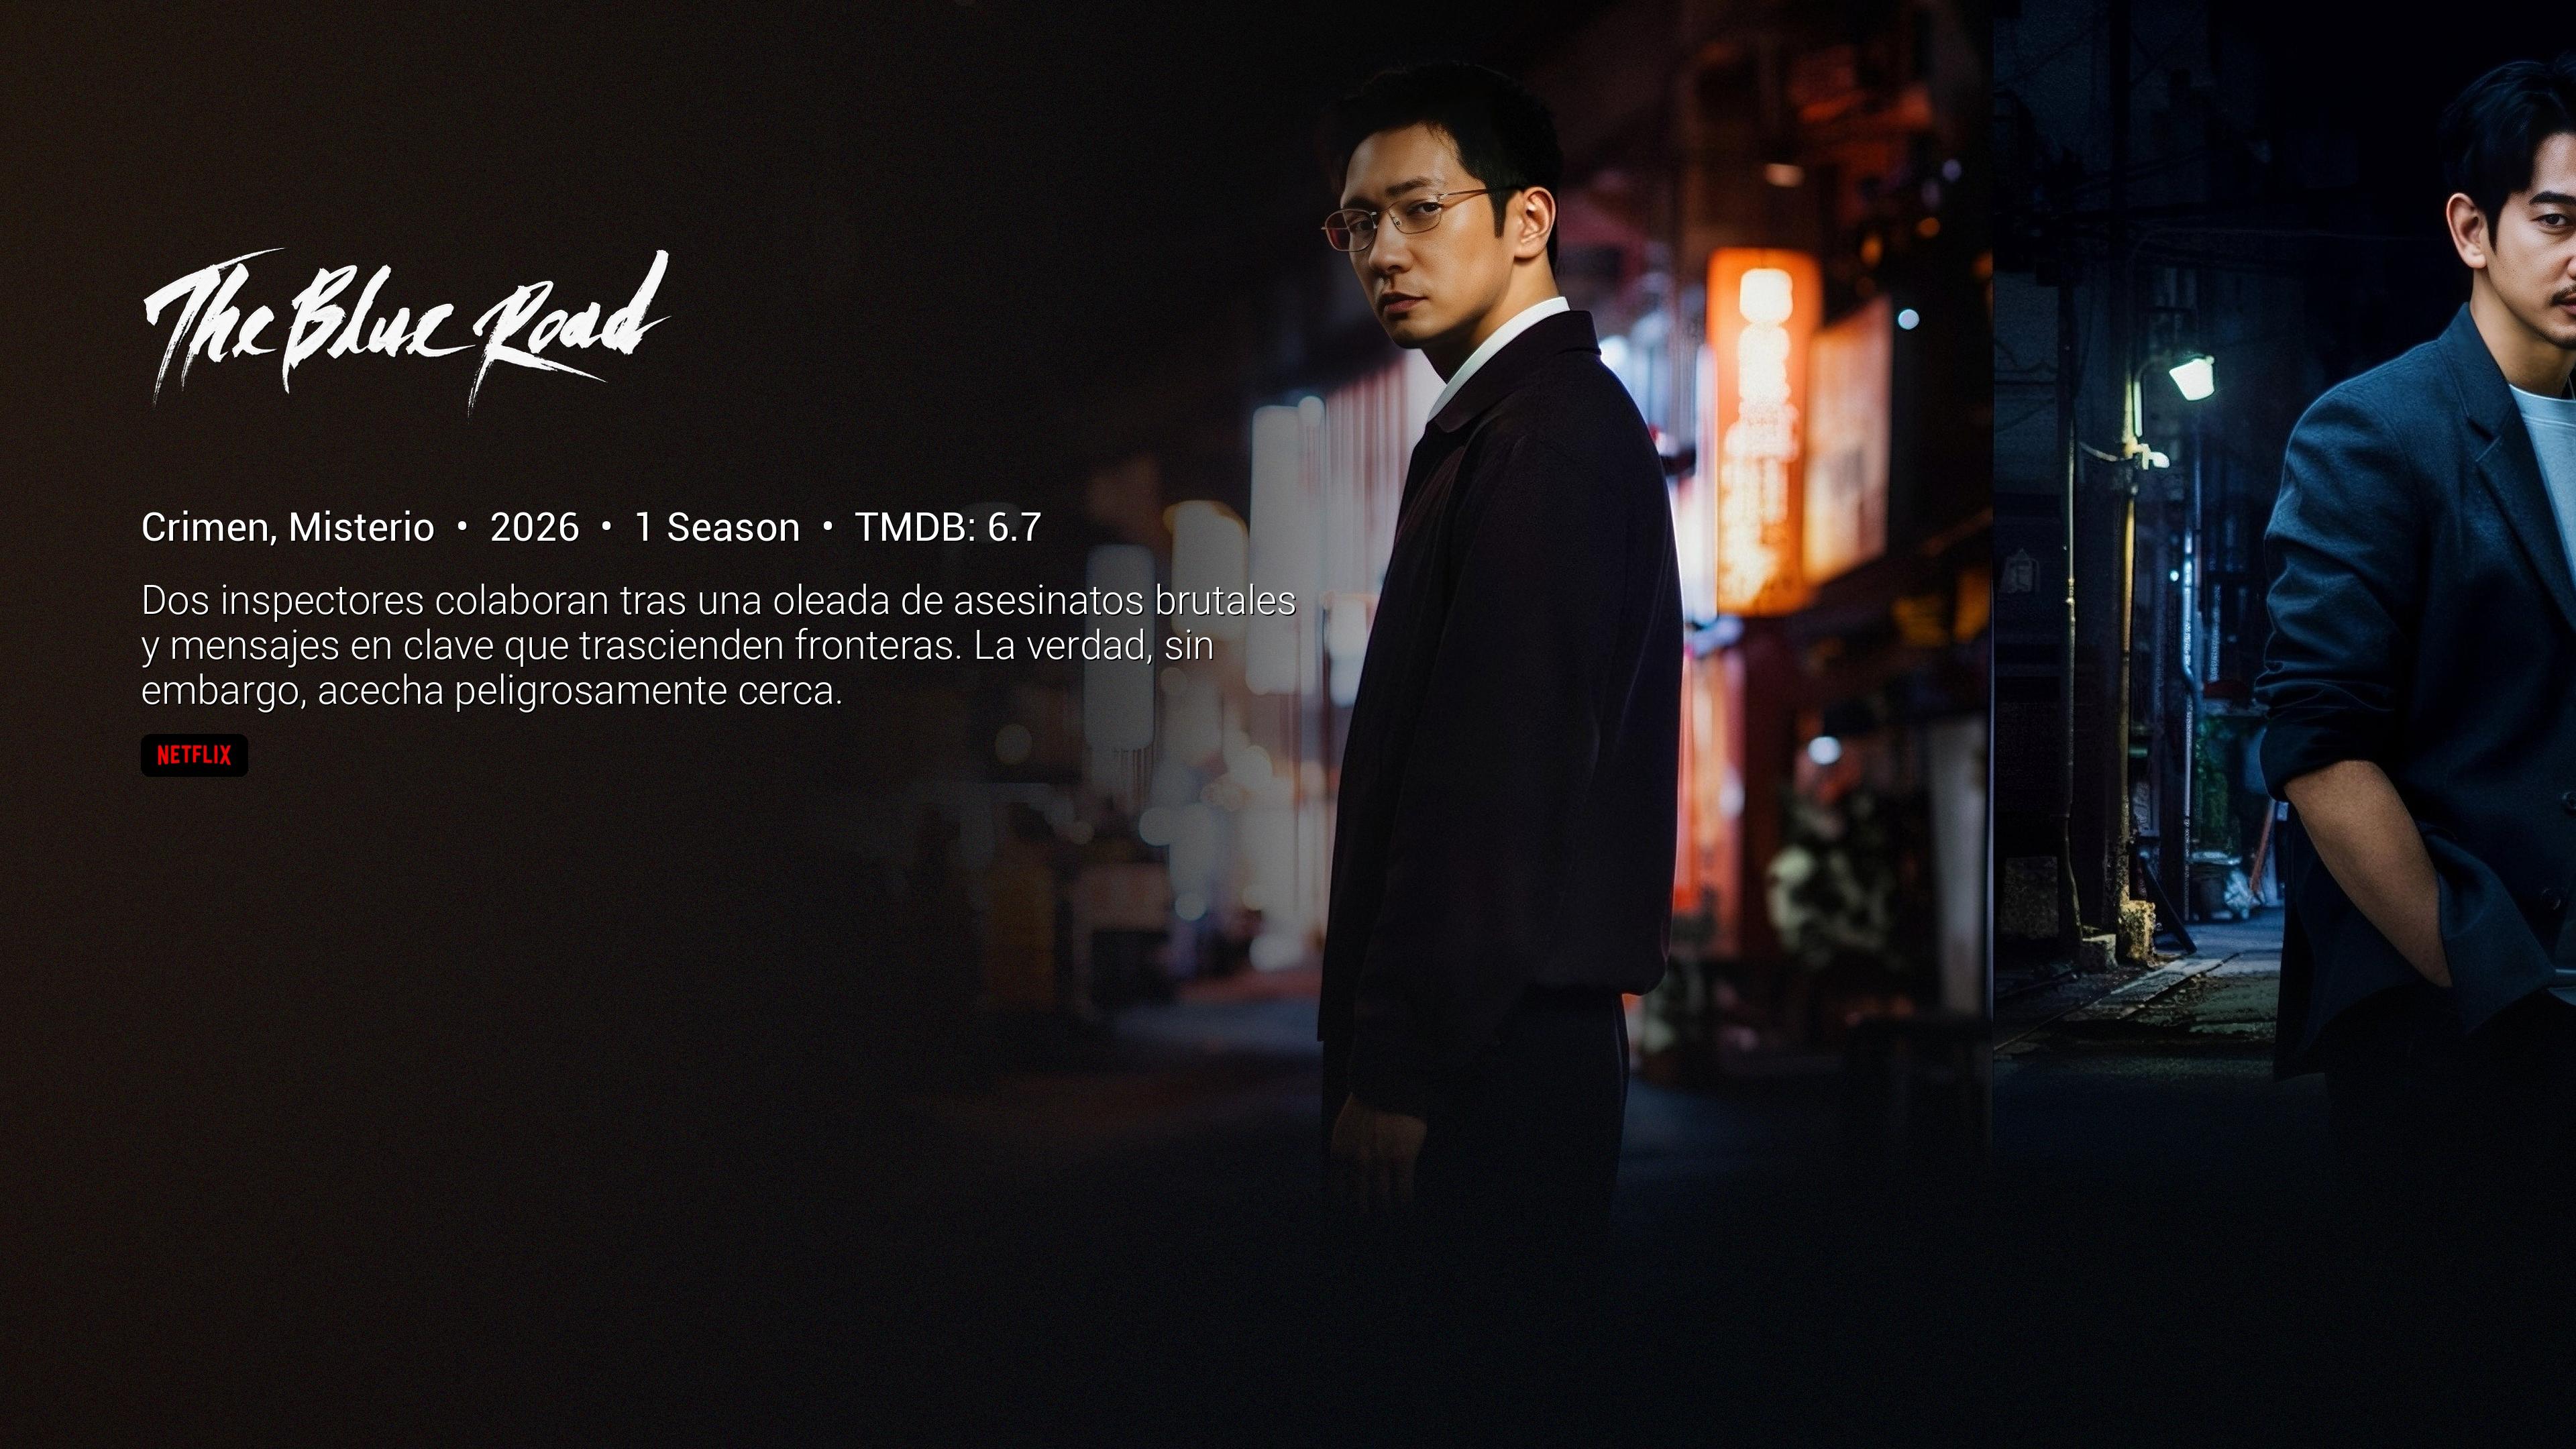 The Blue Road
Crimen, Misterio • 2026 • 1 Season • TMDB: 6.7
Dos inspectores colaboran tras una oleada de asesinatos brutales
y mensajes en clave que trascienden fronteras. La verdad, sin
embargo, acecha peligrosamente cerca.
NETFLIX